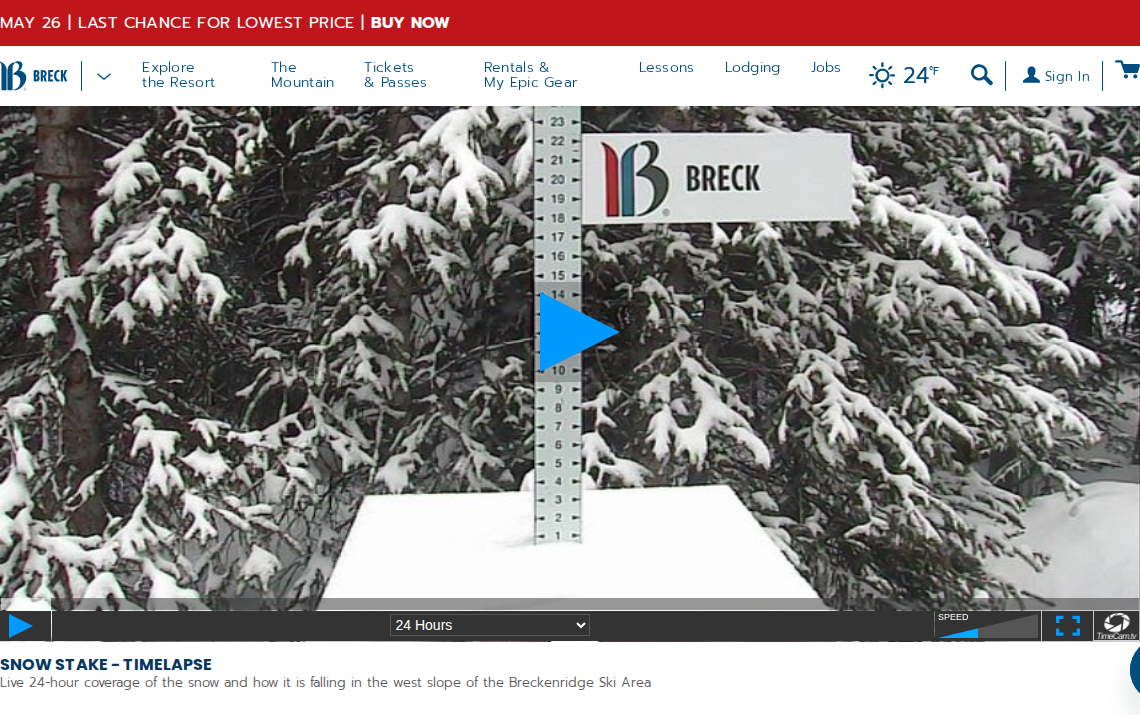 MAY 26 | LAST CHANCE FOR LOWEST PRICE | BUY NOW
BRECK
Explore
the Resort
The
Mountain
Tickets
& Passes
Rentals &
My Epic Gear
Lessons
Lodging
Jobs
24°F
Sign In
23
22
21
20
19
18
17
16
15
14
10
9
8
7
6
5
4
3
2
1
BRECK
24 Hours
SPEED
TimeCam.tv
SNOW STAKE - TIMELAPSE
Live 24-hour coverage of the snow and how it is falling in the west slope of the Breckenridge Ski Area